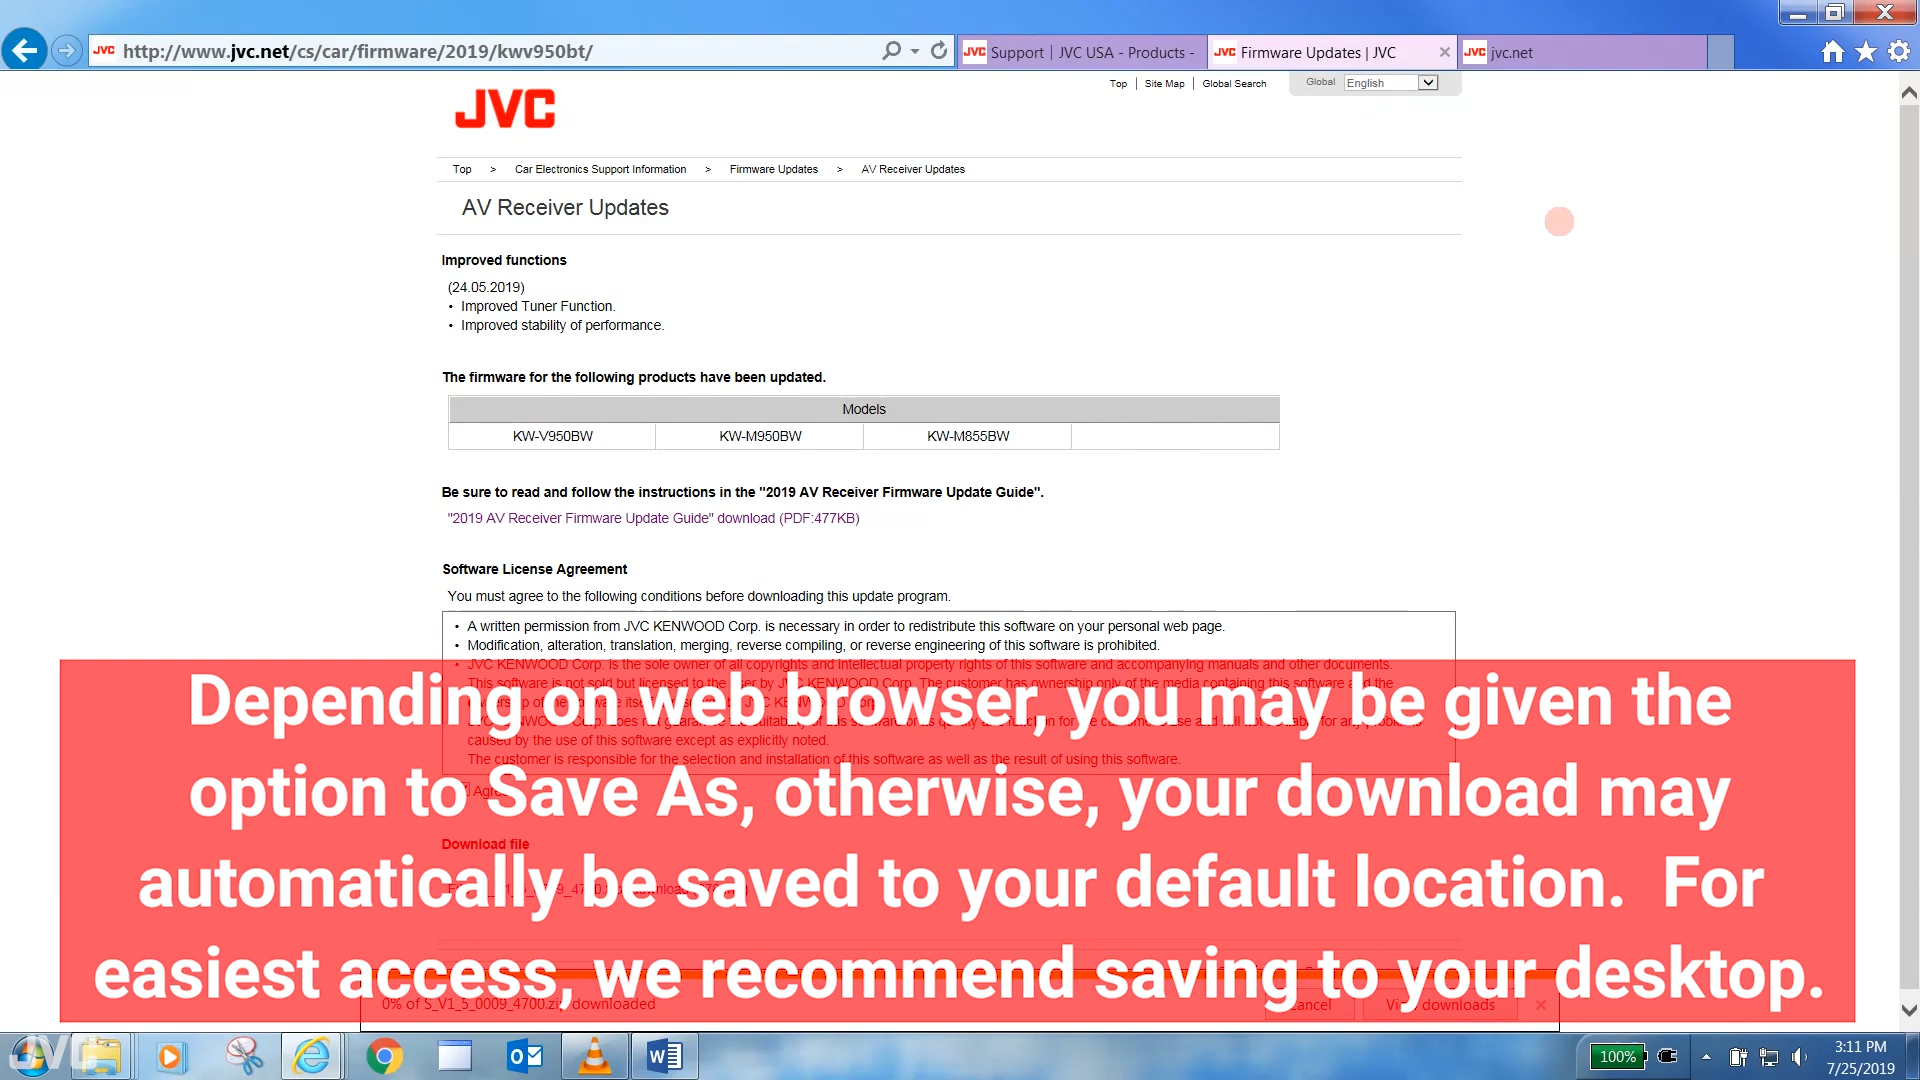 http://www.jvc.net/cs/car/firmware/2019/kwv950bt/
JVC Support | JVC USA - Products -
JVC Firmware Updates | JVC
JVC jvc.net
Top | Site Map | Global Search
Global English
JVC
Top > Car Electronics Support Information > Firmware Updates > AV Receiver Updates
AV Receiver Updates
Improved functions
(24.05.2019)
• Improved Tuner Function.
• Improved stability of performance.
The firmware for the following products have been updated.
Models
KW-V950BW KW-M950BW KW-M855BW
Be sure to read and follow the instructions in the "2019 AV Receiver Firmware Update Guide".
"2019 AV Receiver Firmware Update Guide" download (PDF:477KB)
Software License Agreement
You must agree to the following conditions before downloading this update program.
• A written permission from JVC KENWOOD Corp. is necessary in order to redistribute this software on your personal web page.
• Modification, alteration, translation, merging, reverse compiling, or reverse engineering of this software is prohibited.
• JVC KENWOOD Corp. is the sole owner of all copyrights and intellectual property rights of this software and accompanying manuals and other documents.
caused by the use of this software except as explicitly noted.
The customer is responsible for the selection and installation of this software as well as the result of using this software.
Download file
Depending on web browser, you may be given the
option to Save As, otherwise, your download may
automatically be saved to your default location. For
easiest access, we recommend saving to your desktop.
0% of S_V1_5_0009_4700.zip downloaded
Cancel
View downloads
JVC
100%
3:11 PM
7/25/2019